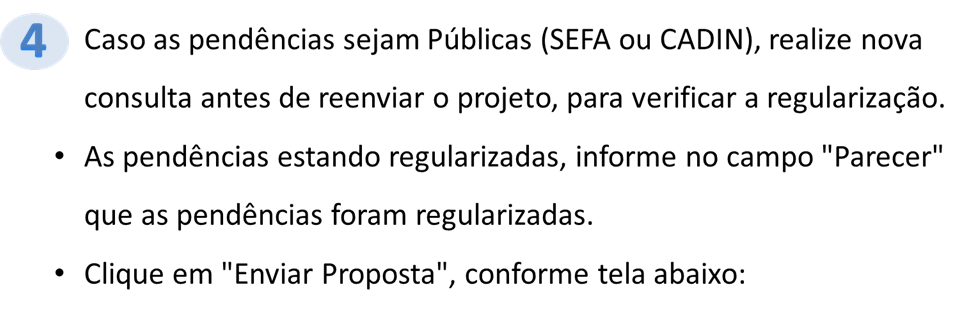 4 Caso as pendências sejam Públicas (SEFA ou CADIN), realize nova
consulta antes de reenviar o projeto, para verificar a regularização.
• As pendências estando regularizadas, informe no campo "Parecer"
que as pendências foram regularizadas.
• Clique em "Enviar Proposta", conforme tela abaixo: